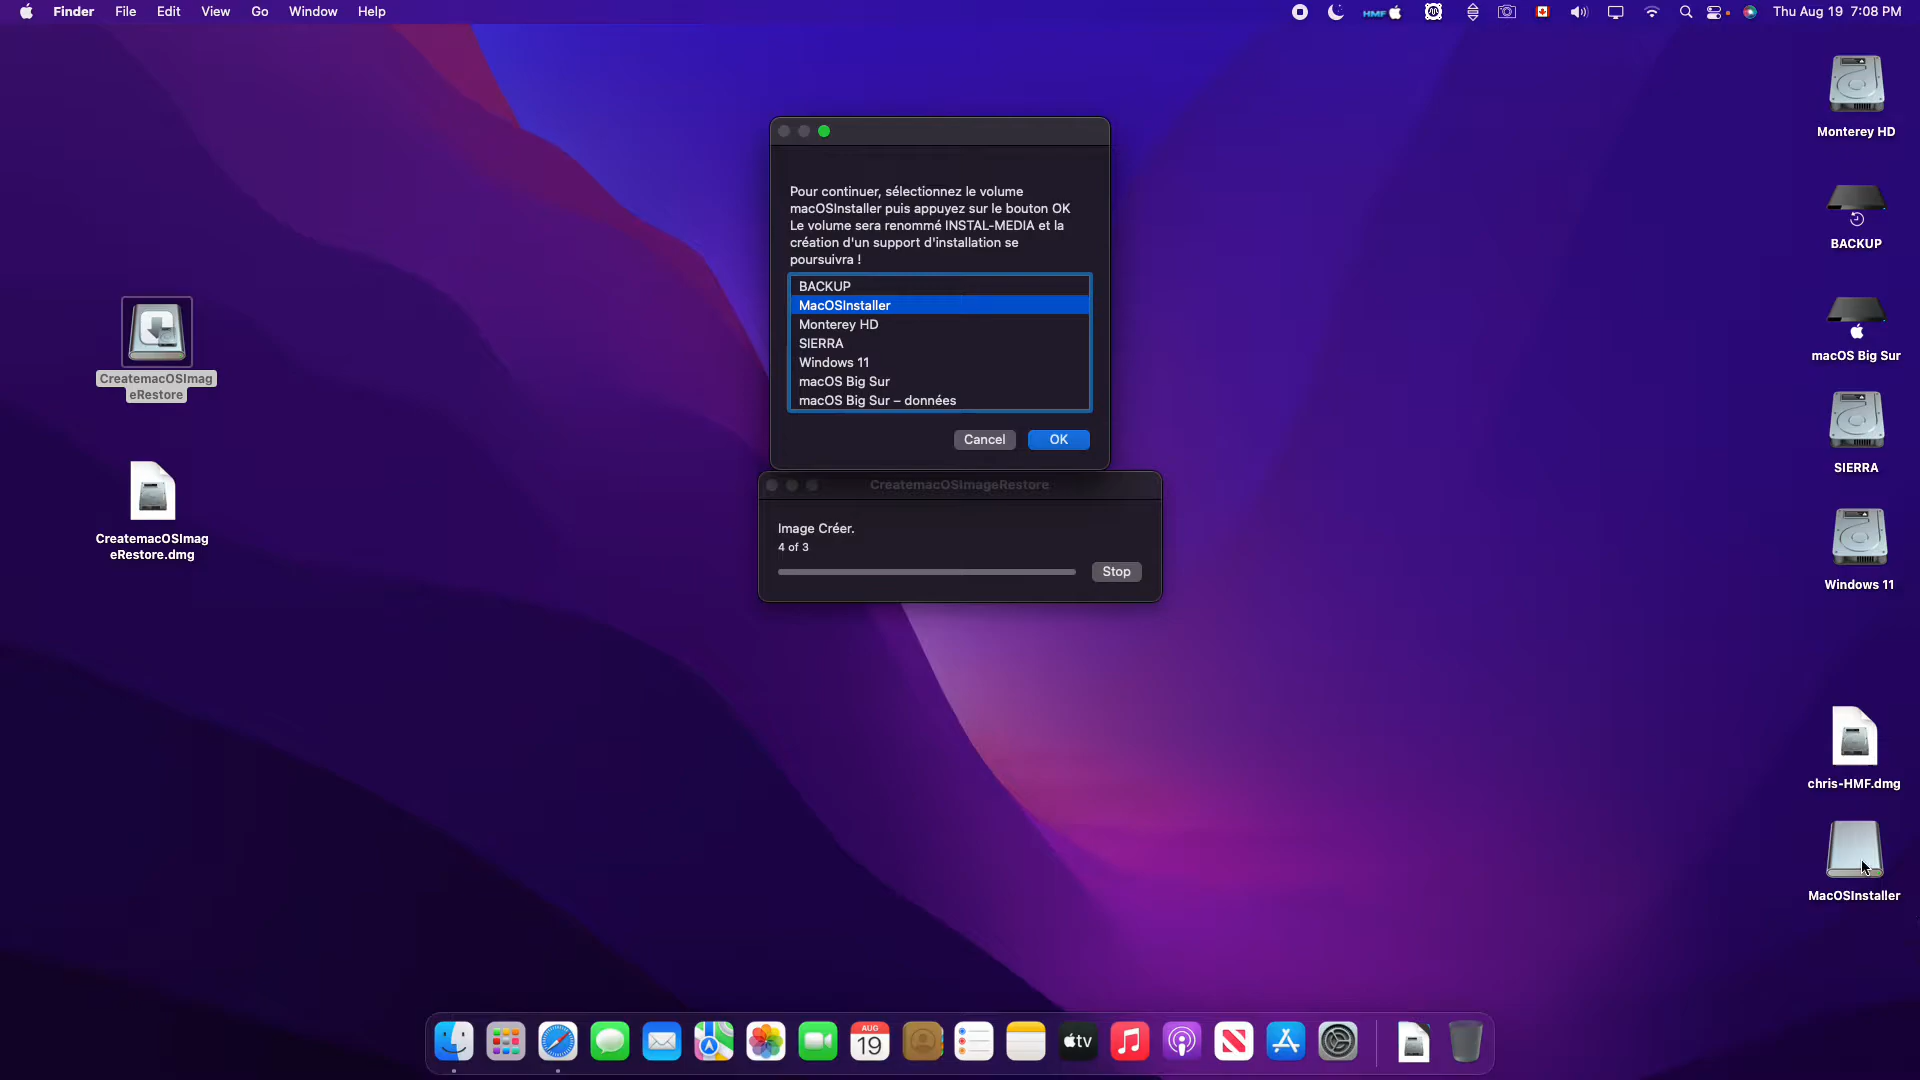 Finder File Edit View Go Window Help
HMF
Thu Aug 19 7:08 PM
Pour continuer, sélectionnez le volume
macOSInstaller puis appuyez sur le bouton OK
Le volume sera renommé INSTAL-MEDIA et la
création d'un support d'installation se
poursuivra !
BACKUP
MacOSInstaller
Monterey HD
SIERRA
Windows 11
macOS Big Sur
macOS Big Sur – données
Cancel OK
CreatemacOSImageRestore
Image Créer.
4 of 3
Stop
CreatemacOSImag
eRestore
CreatemacOSImag
eRestore.dmg
Monterey HD
BACKUP
macOS Big Sur
SIERRA
Windows 11
chris-HMF.dmg
MacOSInstaller
AUG
19
tv